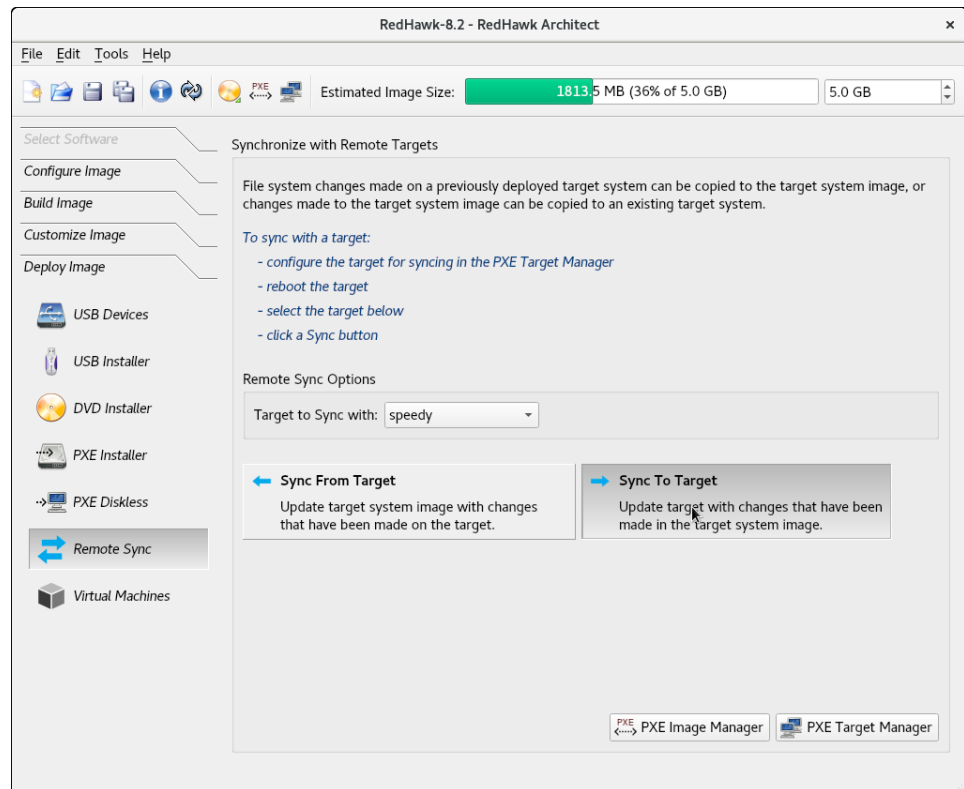 RedHawk-8.2 - RedHawk Architect
File Edit Tools Help
PXE
Estimated Image Size:
1813.5 MB (36% of 5.0 GB)
5.0 GB
Select Software
Configure Image
Build Image
Customize Image
Deploy Image
USB Devices
USB Installer
DVD Installer
PXE Installer
PXE Diskless
Remote Sync
Virtual Machines
Synchronize with Remote Targets
File system changes made on a previously deployed target system can be copied to the target system image, or
changes made to the target system image can be copied to an existing target system.
To sync with a target:
- configure the target for syncing in the PXE Target Manager
- reboot the target
- select the target below
- click a Sync button
Remote Sync Options
Target to Sync with: speedy
Sync From Target
Update target system image with changes
that have been made on the target.
Sync To Target
Update target with changes that have been
made in the target system image.
PXE
PXE Image Manager
PXE Target Manager